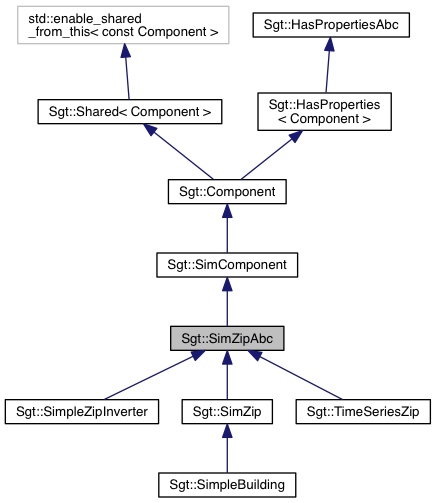 std::enable_shared
_from_this< const Component >
Sgt::HasPropertiesAbc
Sgt::Shared< Component >
Sgt::HasProperties
< Component >
Sgt::Component
Sgt::SimComponent
Sgt::SimZipAbc
Sgt::SimpleZipInverter
Sgt::SimZip
Sgt::TimeSeriesZip
Sgt::SimpleBuilding